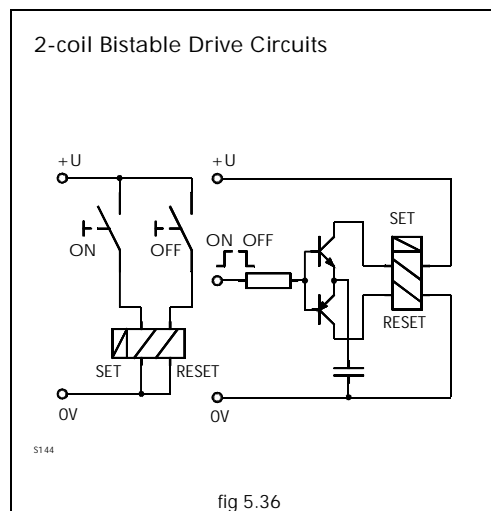 2-coil Bistable Drive Circuits
+U
ON
OFF
SET
RESET
0V
+U
ON OFF
SET
RESET
0V
S144
fig 5.36